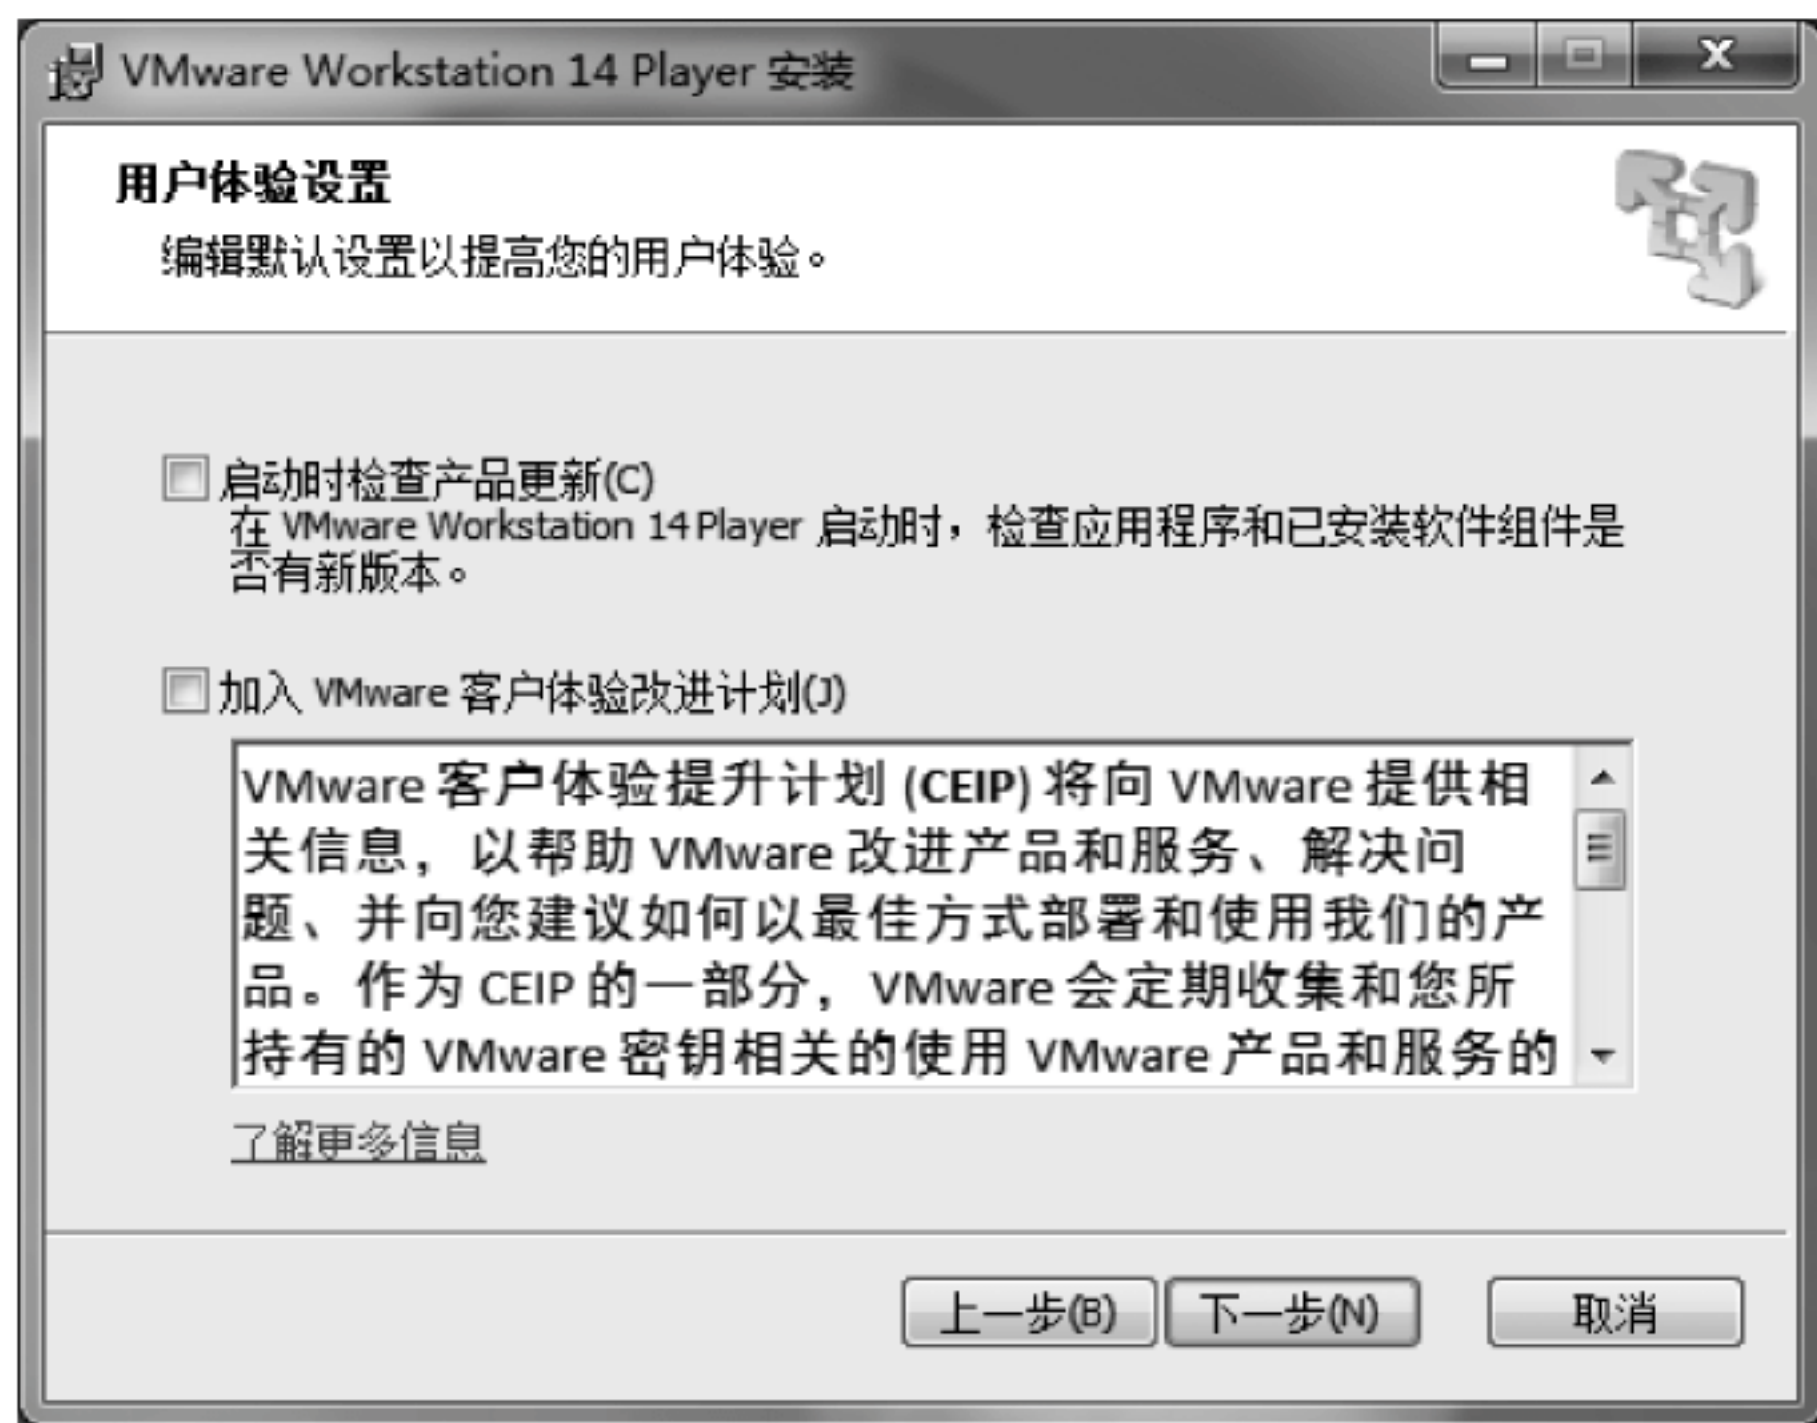 VMware Workstation 14 Player 安装
用户体验设置
编辑默认设置以提高您的用户体验。
启动时检查产品更新(C)
在 VMware Workstation 14 Player 启动时，检查应用程序和已安装软件组件是
否有新版本。
加入 VMware 客户体验改进计划(J)
VMware 客户体验提升计划 (CEIP) 将向 VMware 提供相
关信息，以帮助 VMware 改进产品和服务、解决问
题、并向您建议如何以最佳方式部署和使用我们的产
品。作为 CEIP 的一部分，VMware 会定期收集和您所
持有的 VMware 密钥相关的使用 VMware 产品和服务的
了解更多信息
上一步(B) 下一步(N) 取消